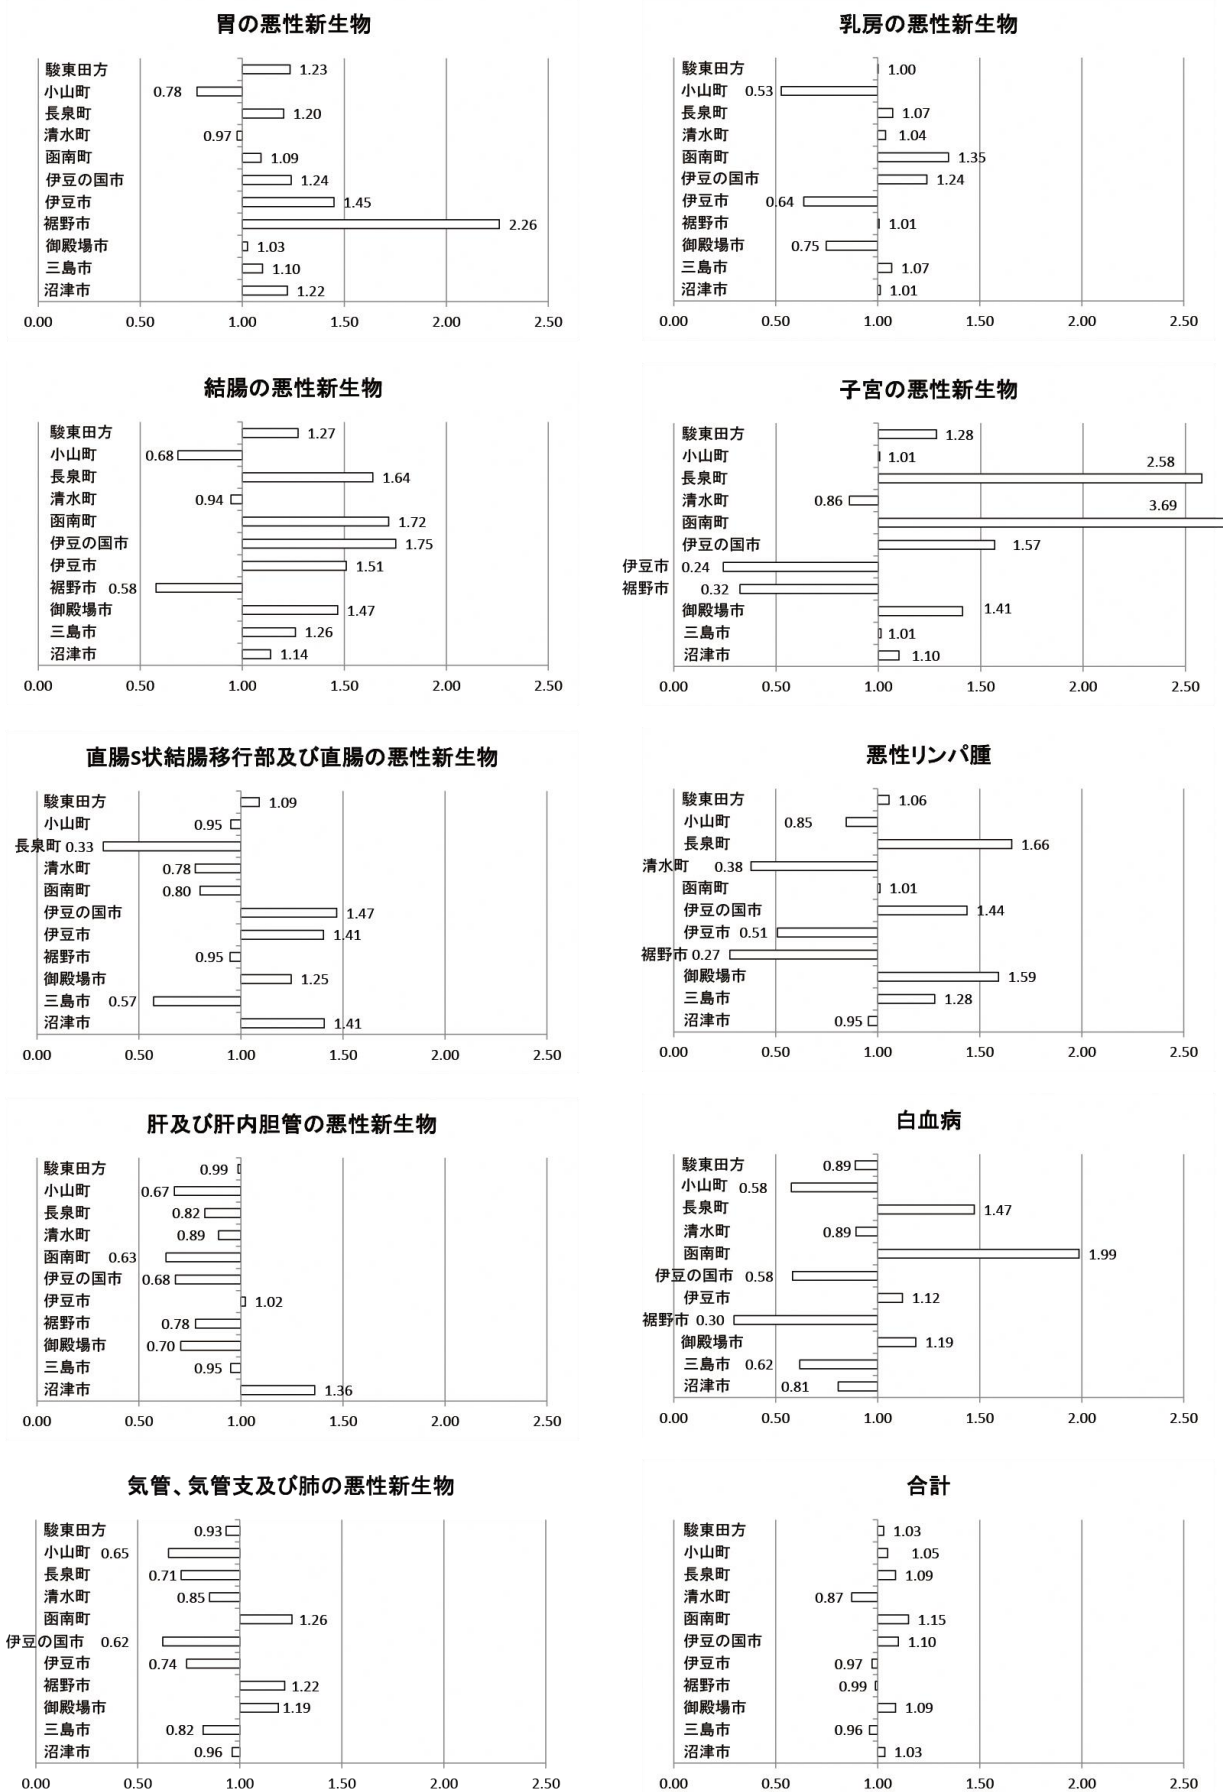 胃の悪性新生物
駿東田方 1.23
小山町 0.78
長泉町 1.20
清水町 0.97
函南町 1.09
伊豆の国市 1.24
伊豆市 1.45
裾野市 2.26
御殿場市 1.03
三島市 1.10
沼津市 1.22
0.00 0.50 1.00 1.50 2.00 2.50
乳房の悪性新生物
駿東田方 1.00
小山町 0.53
長泉町 1.07
清水町 1.04
函南町 1.35
伊豆の国市 1.24
伊豆市 0.64
裾野市 1.01
御殿場市 0.75
三島市 1.07
沼津市 1.01
0.00 0.50 1.00 1.50 2.00 2.50
結腸の悪性新生物
駿東田方 1.27
小山町 0.68
長泉町 1.64
清水町 0.94
函南町 1.72
伊豆の国市 1.75
伊豆市 1.51
裾野市 0.58
御殿場市 1.47
三島市 1.26
沼津市 1.14
0.00 0.50 1.00 1.50 2.00 2.50
子宮の悪性新生物
駿東田方 1.28
小山町 1.01
長泉町 2.58
清水町 0.86
函南町 3.69
伊豆の国市 1.57
伊豆市 0.24
裾野市 0.32
御殿場市 1.41
三島市 1.01
沼津市 1.10
0.00 0.50 1.00 1.50 2.00 2.50
直腸S状結腸移行部及び直腸の悪性新生物
駿東田方 1.09
小山町 0.95
長泉町 0.33
清水町 0.78
函南町 0.80
伊豆の国市 1.47
伊豆市 1.41
裾野市 0.95
御殿場市 1.25
三島市 0.57
沼津市 1.41
0.00 0.50 1.00 1.50 2.00 2.50
悪性リンパ腫
駿東田方 1.06
小山町 0.85
長泉町 1.66
清水町 0.38
函南町 1.01
伊豆の国市 1.44
伊豆市 0.51
裾野市 0.27
御殿場市 1.59
三島市 1.28
沼津市 0.95
0.00 0.50 1.00 1.50 2.00 2.50
肝及び肝内胆管の悪性新生物
駿東田方 0.99
小山町 0.67
長泉町 0.82
清水町 0.89
函南町 0.63
伊豆の国市 0.68
伊豆市 1.02
裾野市 0.78
御殿場市 0.70
三島市 0.95
沼津市 1.36
0.00 0.50 1.00 1.50 2.00 2.50
白血病
駿東田方 0.89
小山町 0.58
長泉町 1.47
清水町 0.89
函南町 1.99
伊豆の国市 0.58
伊豆市 1.12
裾野市 0.30
御殿場市 1.19
三島市 0.62
沼津市 0.81
0.00 0.50 1.00 1.50 2.00 2.50
気管、気管支及び肺の悪性新生物
駿東田方 0.93
小山町 0.65
長泉町 0.71
清水町 0.85
函南町 1.26
伊豆の国市 0.62
伊豆市 0.74
裾野市 1.22
御殿場市 1.19
三島市 0.82
沼津市 0.96
0.00 0.50 1.00 1.50 2.00 2.50
合計
駿東田方 1.03
小山町 1.05
長泉町 1.09
清水町 0.87
函南町 1.15
伊豆の国市 1.10
伊豆市 0.97
裾野市 0.99
御殿場市 1.09
三島市 0.96
沼津市 1.03
0.00 0.50 1.00 1.50 2.00 2.50